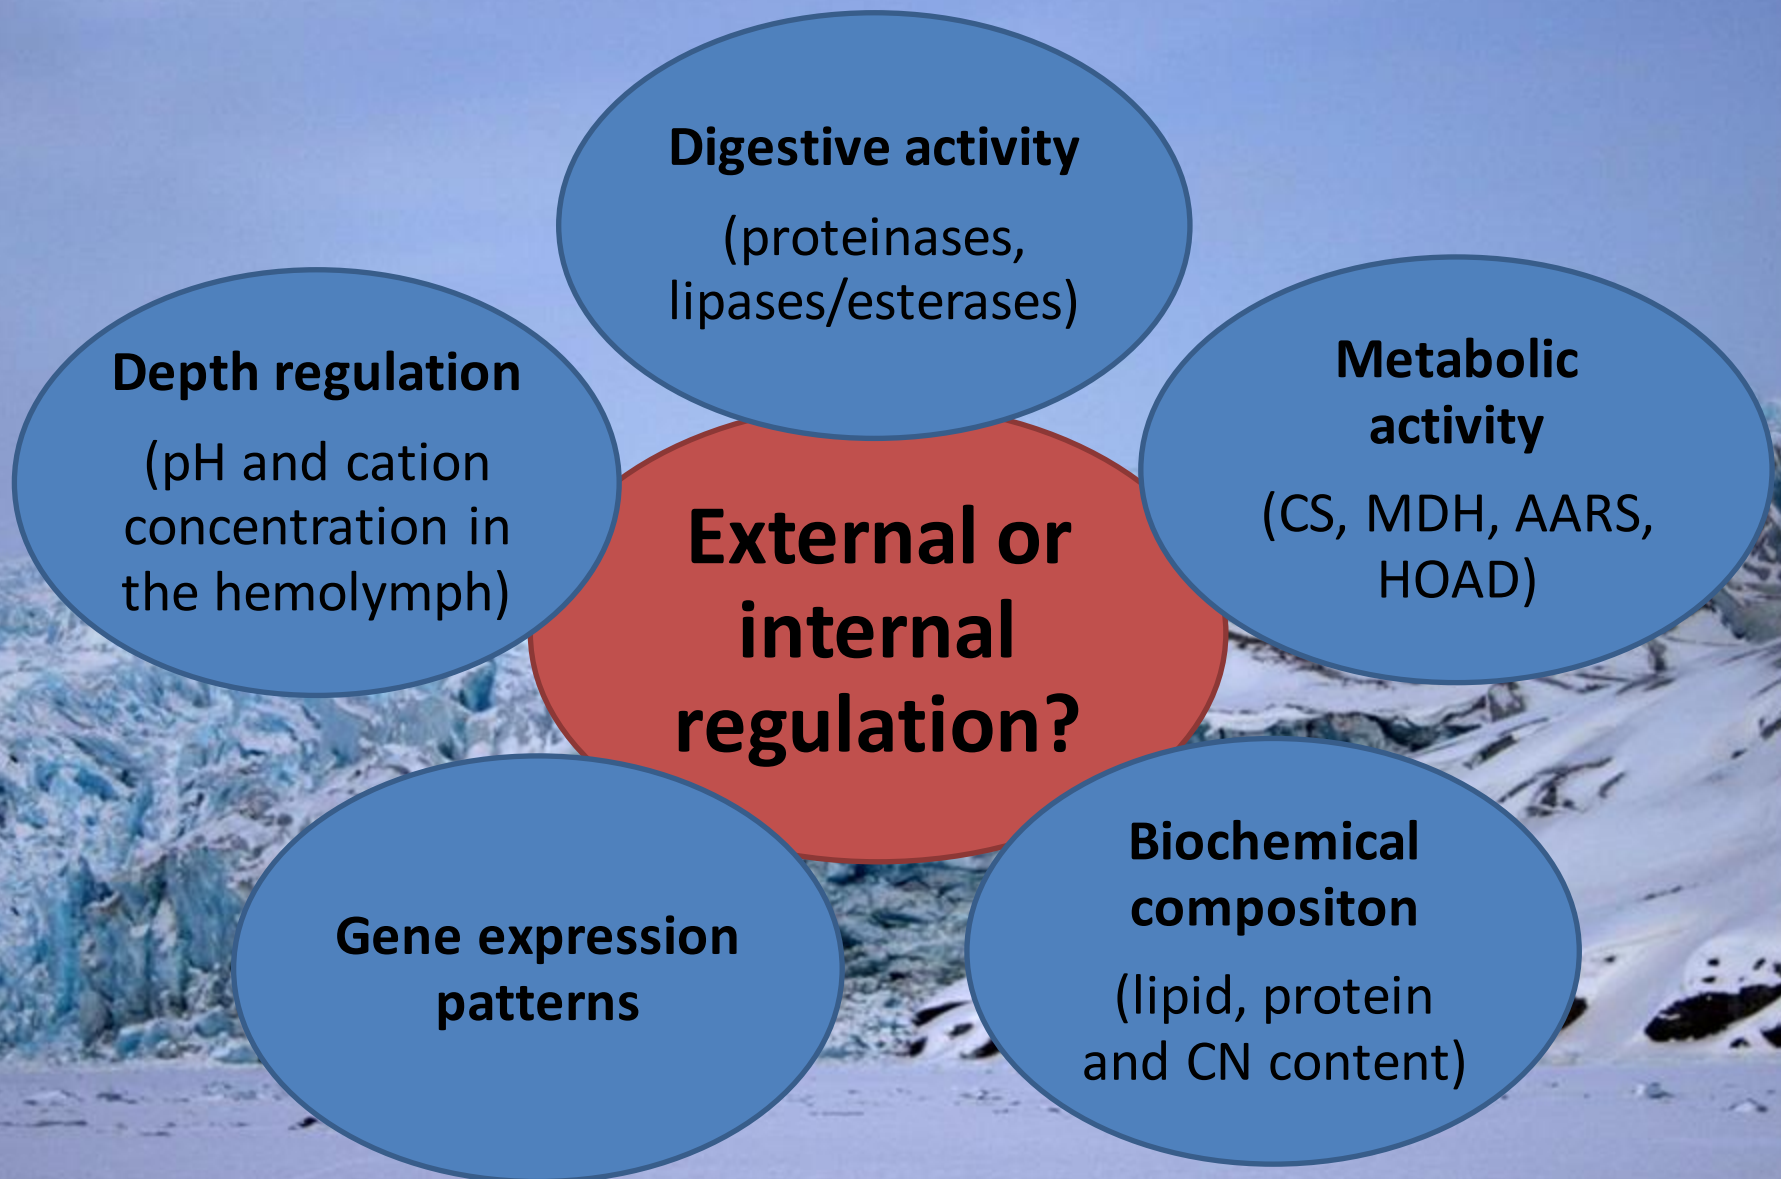 Digestive activity
(proteinases,
lipases/esterases)
Depth regulation
(pH and cation
concentration in
the hemolymph)
Metabolic
activity
(CS, MDH, AARS,
HOAD)
External or
internal
regulation?
Gene expression
patterns
Biochemical
compositon
(lipid, protein
and CN content)